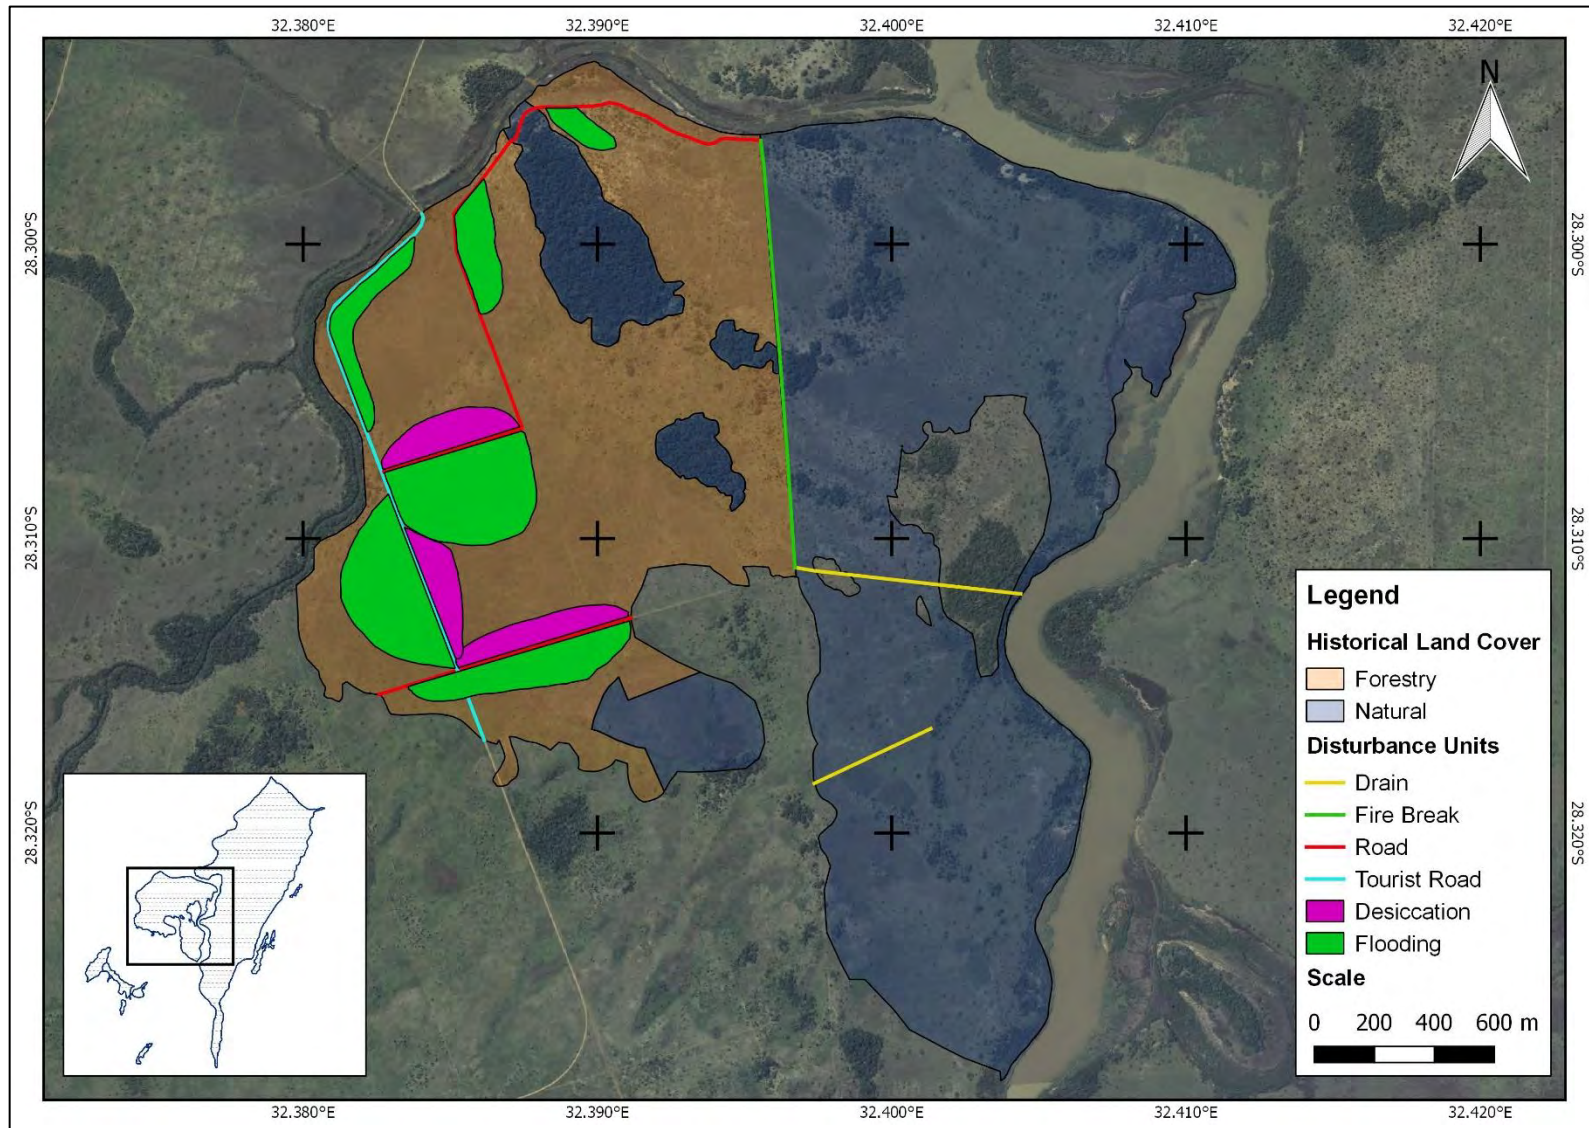 32.380°E 32.390°E 32.400°E 32.410°E 32.420°E
N
28.300°S 28.300°S
28.310°S 28.310°S
28.320°S 28.320°S
Legend
Historical Land Cover
Forestry
Natural
Disturbance Units
Drain
Fire Break
Road
Tourist Road
Desiccation
Flooding
Scale
0 200 400 600 m
32.380°E 32.390°E 32.400°E 32.410°E 32.420°E